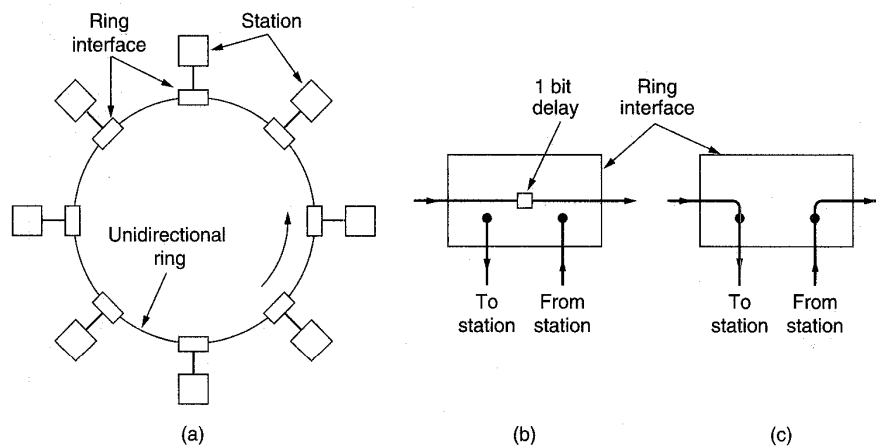 Ring
interface
Station
Unidirectional
ring
(a)
1 bit
delay
Ring
interface
To
station
From
station
(b)
To
station
From
station
(c)